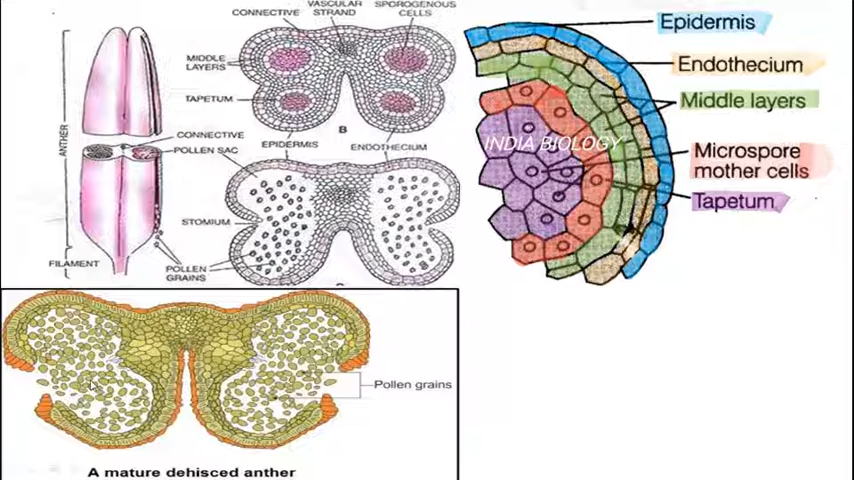 CONNECTIVE
VASCULAR
STRAND
SPOROGENOUS
CELLS
MIDDLE
LAYERS
TAPETUM
B
EPIDERMIS
ENDOTHECIUM
ANTHER
CONNECTIVE
POLLEN SAC
STOMIUM
FILAMENT
POLLEN
GRAINS
Epidermis
Endothecium
Middle layers
INDIA BIOLOGY
Microspore
mother cells
Tapetum
Pollen grains
A mature dehisced anther